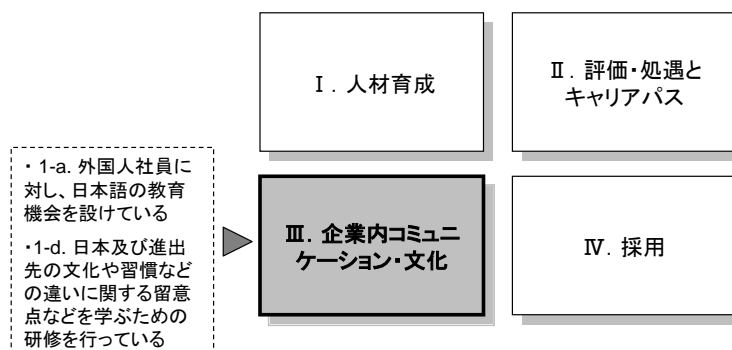 Ⅰ．人材育成
Ⅱ．評価・処遇と
キャリアパス
・ 1-a. 外国人社員に
対し、日本語の教育
機会を設けている
・1-d. 日本及び進出
先の文化や習慣など
の違いに関する留意
点などを学ぶための
研修を行っている
Ⅲ．企業内コミュニ
ケーション・文化
Ⅳ．採用